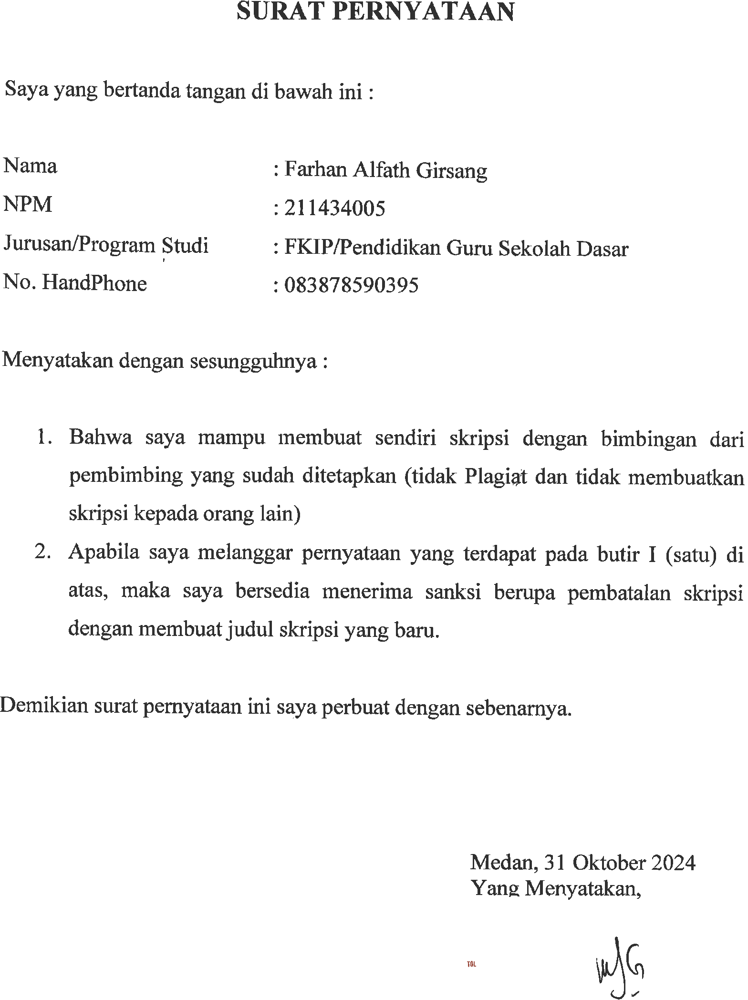 SURAT PERNYATAAN
Saya yang bertanda tangan di bawah ini :
Nama : Farhan Alfath Girsang
NPM : 211434005
Jurusan/Program Studi : FKIP/Pendidikan Guru Sekolah Dasar
No. HandPhone : 083878590395
Menyatakan dengan sesungguhnya :
1. Bahwa saya mampu membuat sendiri skripsi dengan bimbingan dari
pembimbing yang sudah ditetapkan (tidak Plagiat dan tidak membuatkan
skripsi kepada orang lain)
2. Apabila saya melanggar pernyataan yang terdapat pada butir I (satu) di
atas, maka saya bersedia menerima sanksi berupa pembatalan skripsi
dengan membuat judul skripsi yang baru.
Demikian surat pernyataan ini saya perbuat dengan sebenarnya.
Medan, 31 Oktober 2024
Yang Menyatakan,
TGL